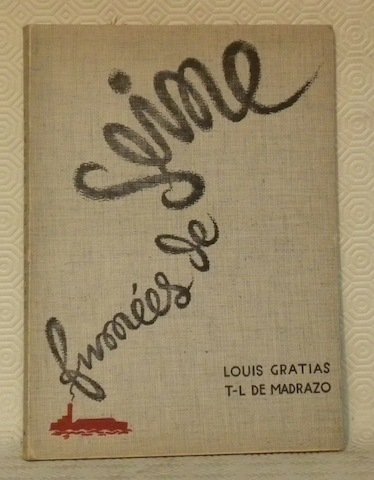 fumées de
Seine
LOUIS GRATIAS
T-L DE MADRAZO